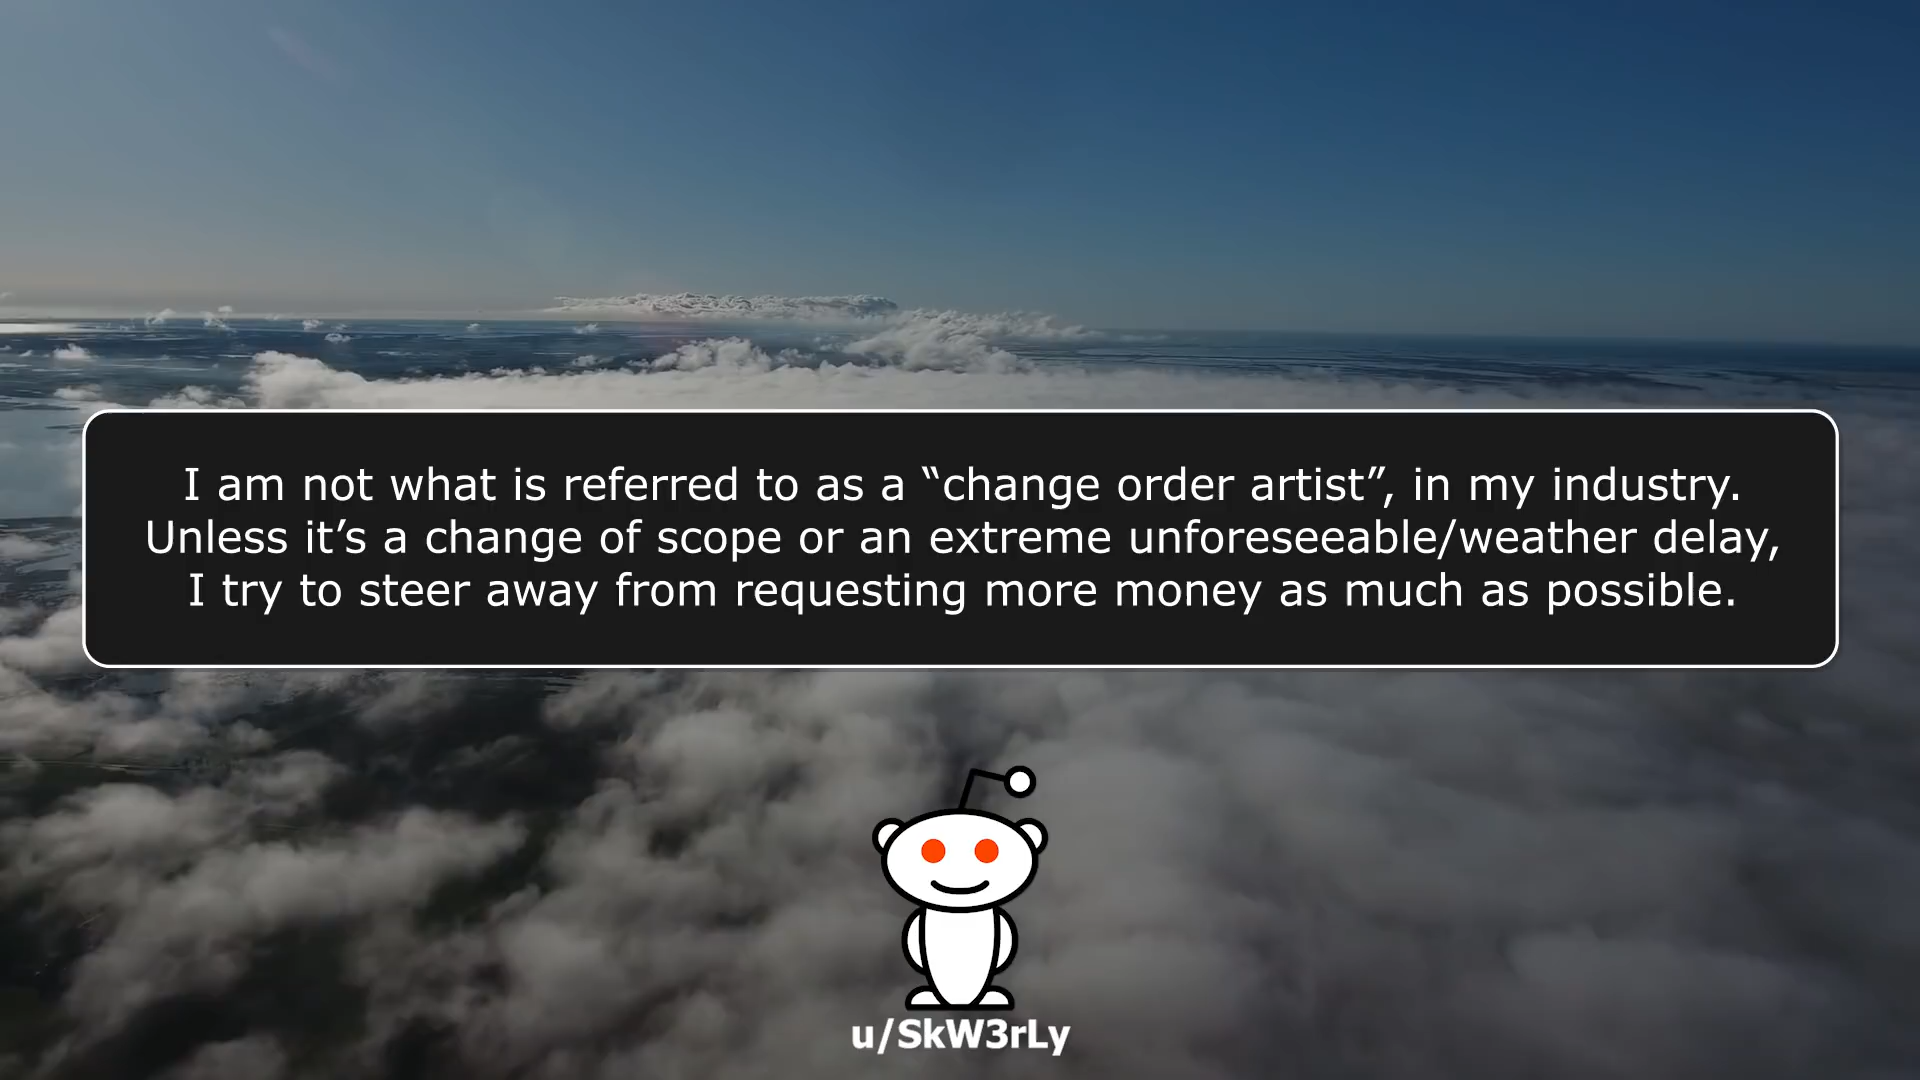 I am not what is referred to as a “change order artist”, in my industry.
Unless it’s a change of scope or an extreme unforeseeable/weather delay,
I try to steer away from requesting more money as much as possible.
u/SkW3rLy